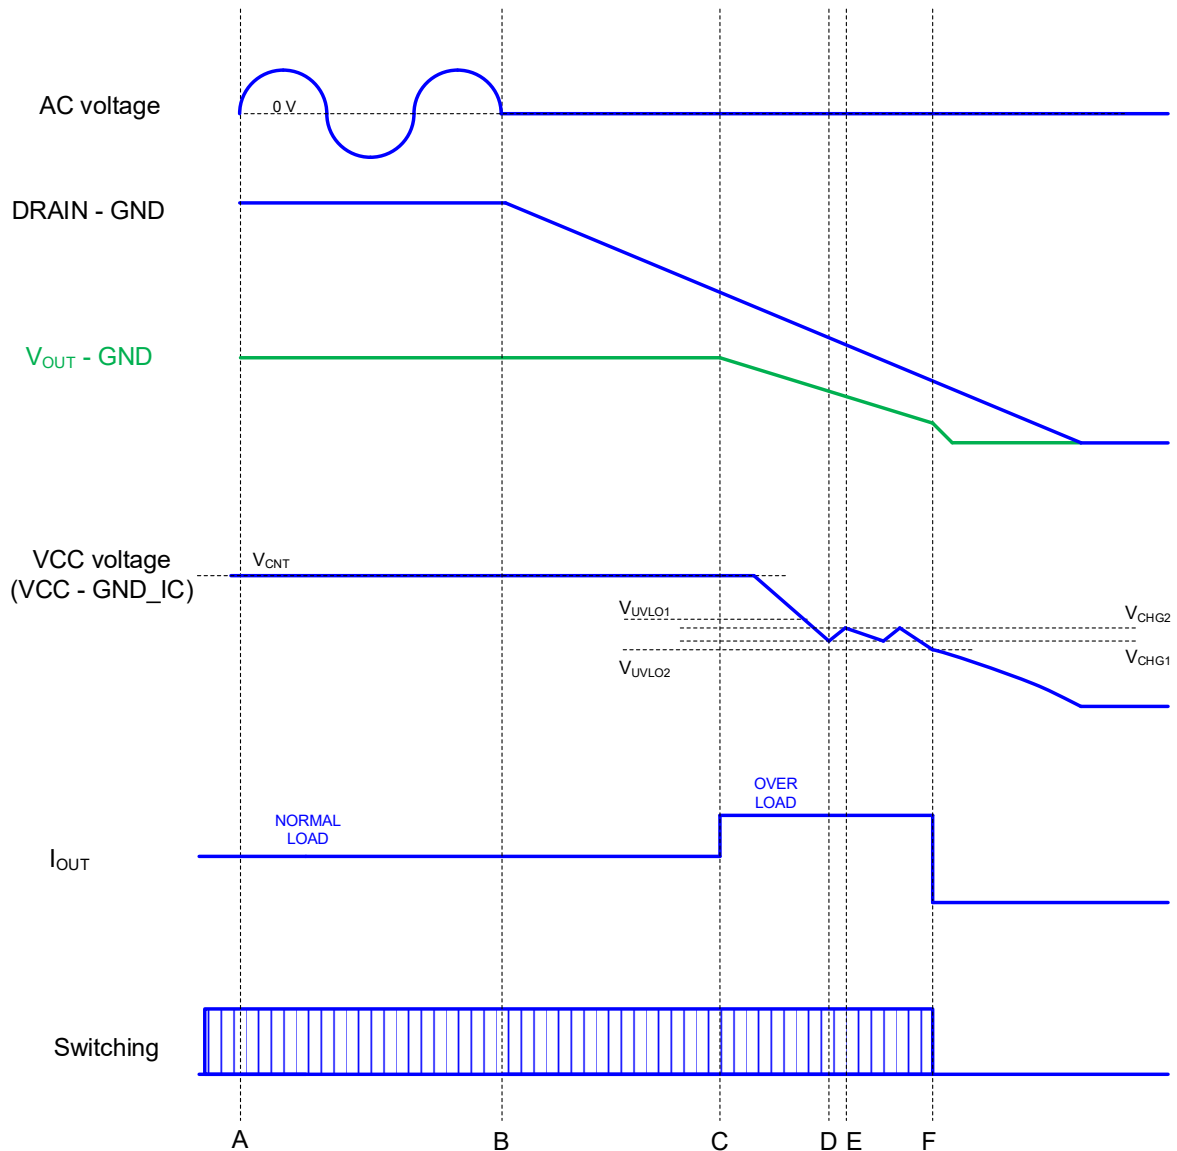 AC voltage
0 V
DRAIN - GND
VOUT - GND
VCC voltage
(VCC - GND_IC)
VCNT
VUVLO1
VCHG2
VUVLO2
VCHG1
OVER
LOAD
NORMAL
LOAD
IOUT
Switching
A B C D E F